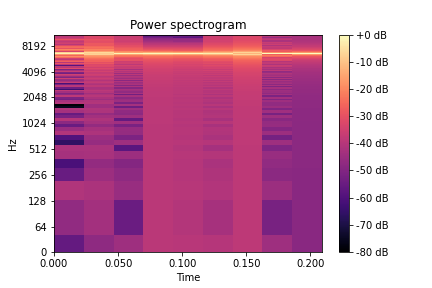 Power spectrogram
Hz
8192
4096
2048
1024
512
256
128
64
0
0.000 0.050 0.100 0.150 0.200
Time
+0 dB
-10 dB
-20 dB
-30 dB
-40 dB
-50 dB
-60 dB
-70 dB
-80 dB